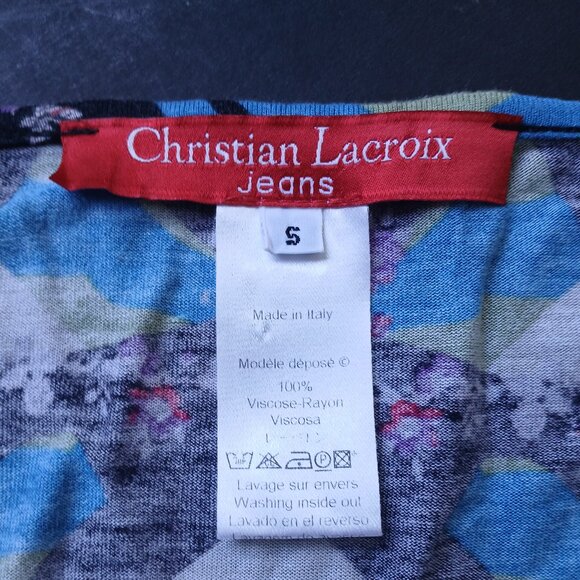 Christian Lacroix
jeans
S
Made in Italy
Modèle déposé ©
100%
Viscose-Rayon
Viscosa
Lavage sur envers
Washing inside out
Lavado en el reverso